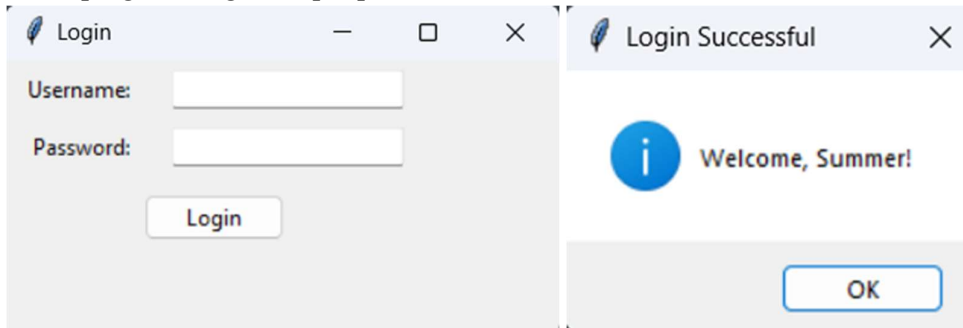 Login
Username:
Password:
Login
Login Successful
Welcome, Summer!
OK